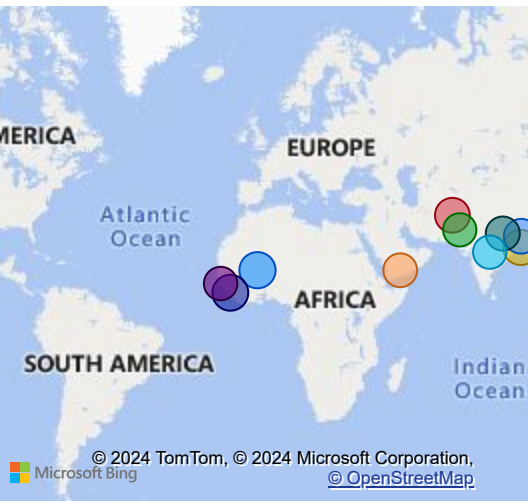 MERICA
EUROPE
Atlantic
Ocean
AFRICA
SOUTH AMERICA
Indian
Ocean
© 2024 TomTom, © 2024 Microsoft Corporation,
Microsoft Bing
© OpenStreetMap